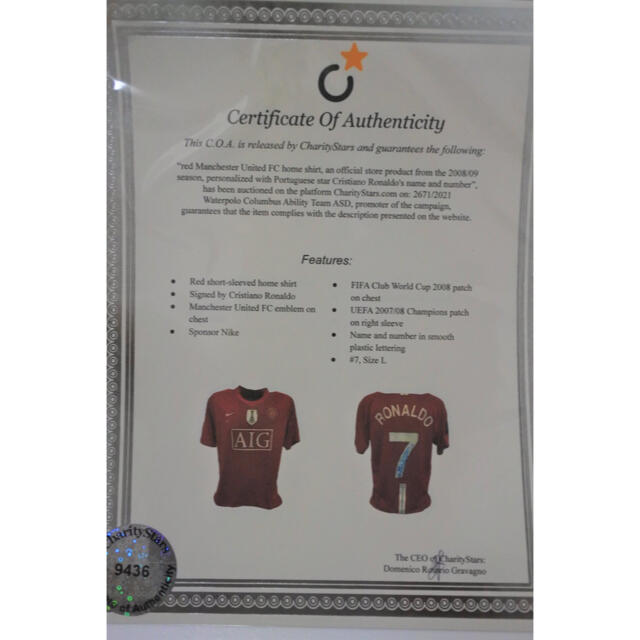 Certificate Of Authenticity
This C.O.A. is released by CharityStars and guarantees the following:
"red Manchester United FC home shirt, an official store product from the 2008/09
season, personalized with Portuguese star Cristiano Ronaldo's name and number",
has been auctioned on the platform CharityStars.com on: 2671/2021
Waterpolo Columbus Ability Team ASD, promoter of the campaign,
guarantees that the item complies with the description presented on the website.
Features:
Red short-sleeved home shirt
Signed by Cristiano Ronaldo
Manchester United FC emblem on
chest
Sponsor Nike
FIFA Club World Cup 2008 patch
on chest
UEFA 2007/08 Champions patch
on right sleeve
Name and number in smooth
plastic lettering
#7, Size L
AIG
RONALDO
7
CharityStars
9436
of Authenticity
The CEO of CharityStars:
Domenico Rosario Gravagno